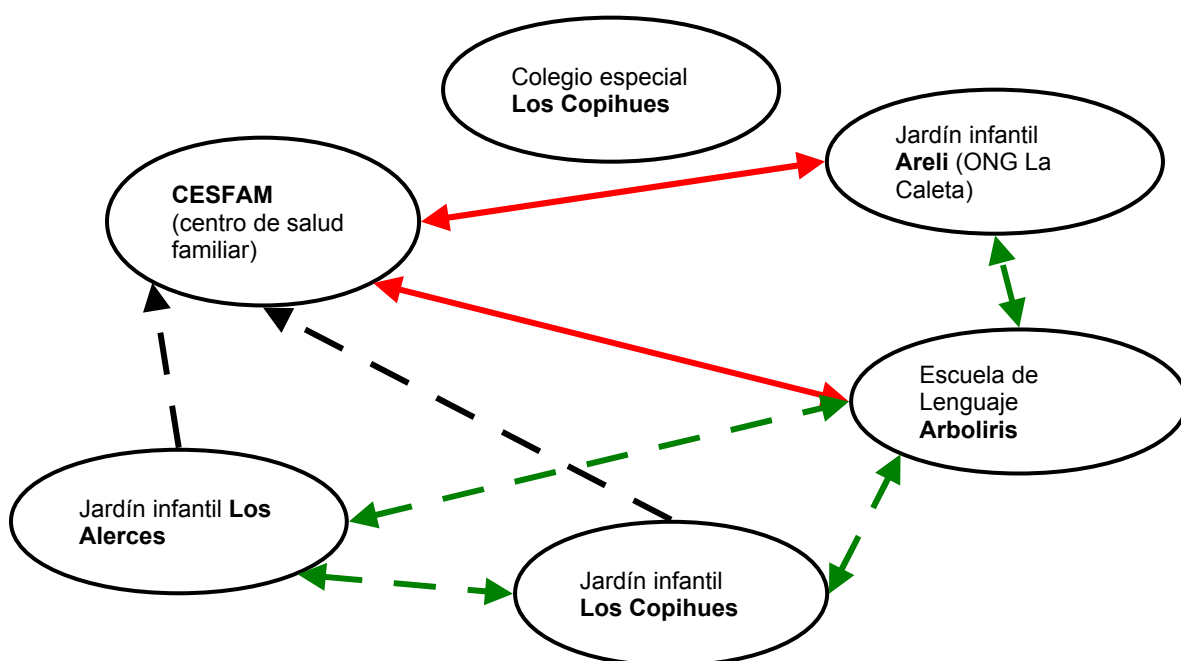 Colegio especial
Los Copihues
Jardín infantil
Areli (ONG La
Caleta)
CESFAM
(centro de salud
familiar)
Escuela de
Lenguaje
Arboliris
Jardín infantil Los
Alerces
Jardín infantil
Los Copihues